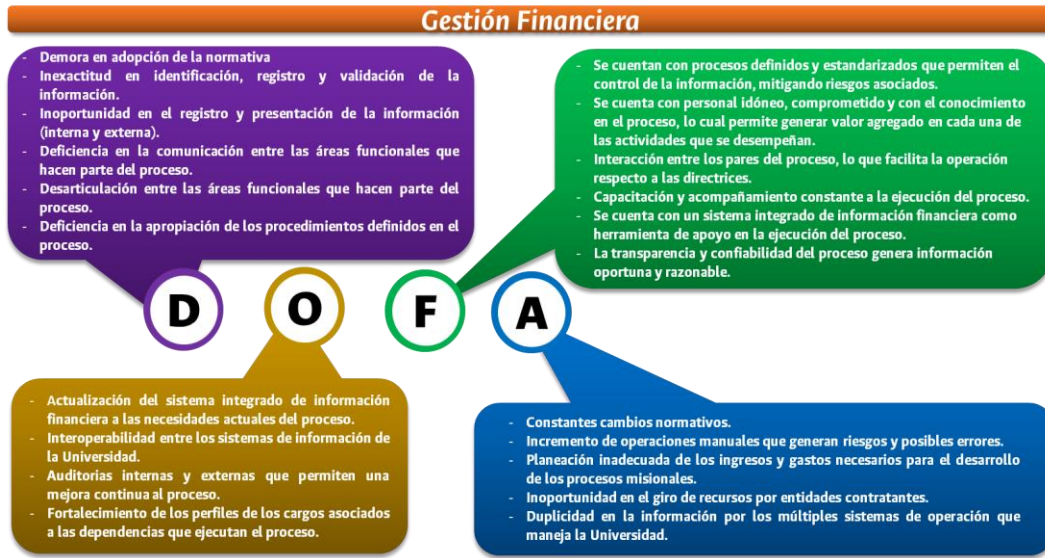 Gestión Financiera
- Demora en adopción de la normativa
- Inexactitud en identificación, registro y validación de la
información.
- Inoportunidad en el registro y presentación de la información
(interna y externa).
- Deficiencia en la comunicación entre las áreas funcionales que
hacen parte del proceso.
- Desarticulación entre las áreas funcionales que hacen parte del
proceso.
- Deficiencia en la apropiación de los procedimientos definidos en el
proceso.
- Se cuentan con procesos definidos y estandarizados que permiten el
control de la información, mitigando riesgos asociados.
- Se cuenta con personal idóneo, comprometido y con el conocimiento
en el proceso, lo cual permite generar valor agregado en cada una de
las actividades que se desempeñan.
- Interacción entre los pares del proceso, lo que facilita la operación
respecto a las directrices.
- Capacitación y acompañamiento constante a la ejecución del proceso.
- Se cuenta con un sistema integrado de información financiera como
herramienta de apoyo en la ejecución del proceso.
- La transparencia y confiabilidad del proceso genera información
oportuna y razonable.
D
O
F
A
- Actualización del sistema integrado de información
financiera a las necesidades actuales del proceso.
- Interoperabilidad entre los sistemas de información de
la Universidad.
- Auditorias internas y externas que permiten una
mejora continua al proceso.
- Fortalecimiento de los perfiles de los cargos asociados
a las dependencias que ejecutan el proceso.
- Constantes cambios normativos.
- Incremento de operaciones manuales que generan riesgos y posibles errores.
- Planeación inadecuada de los ingresos y gastos necesarios para el desarrollo
de los procesos misionales.
- Inoportunidad en el giro de recursos por entidades contratantes.
- Duplicidad en la información por los múltiples sistemas de operación que
maneja la Universidad.